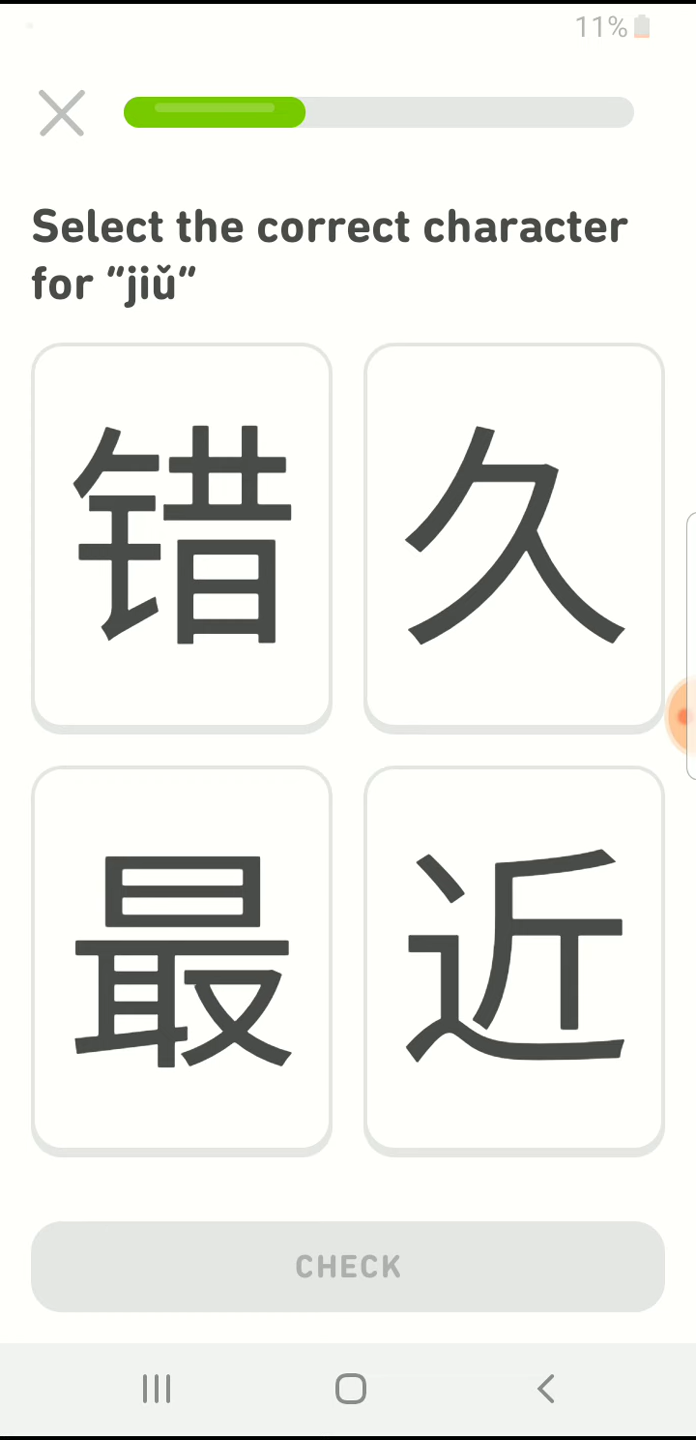 11%
Select the correct character
for "jiǔ"
错 久
最 近
CHECK